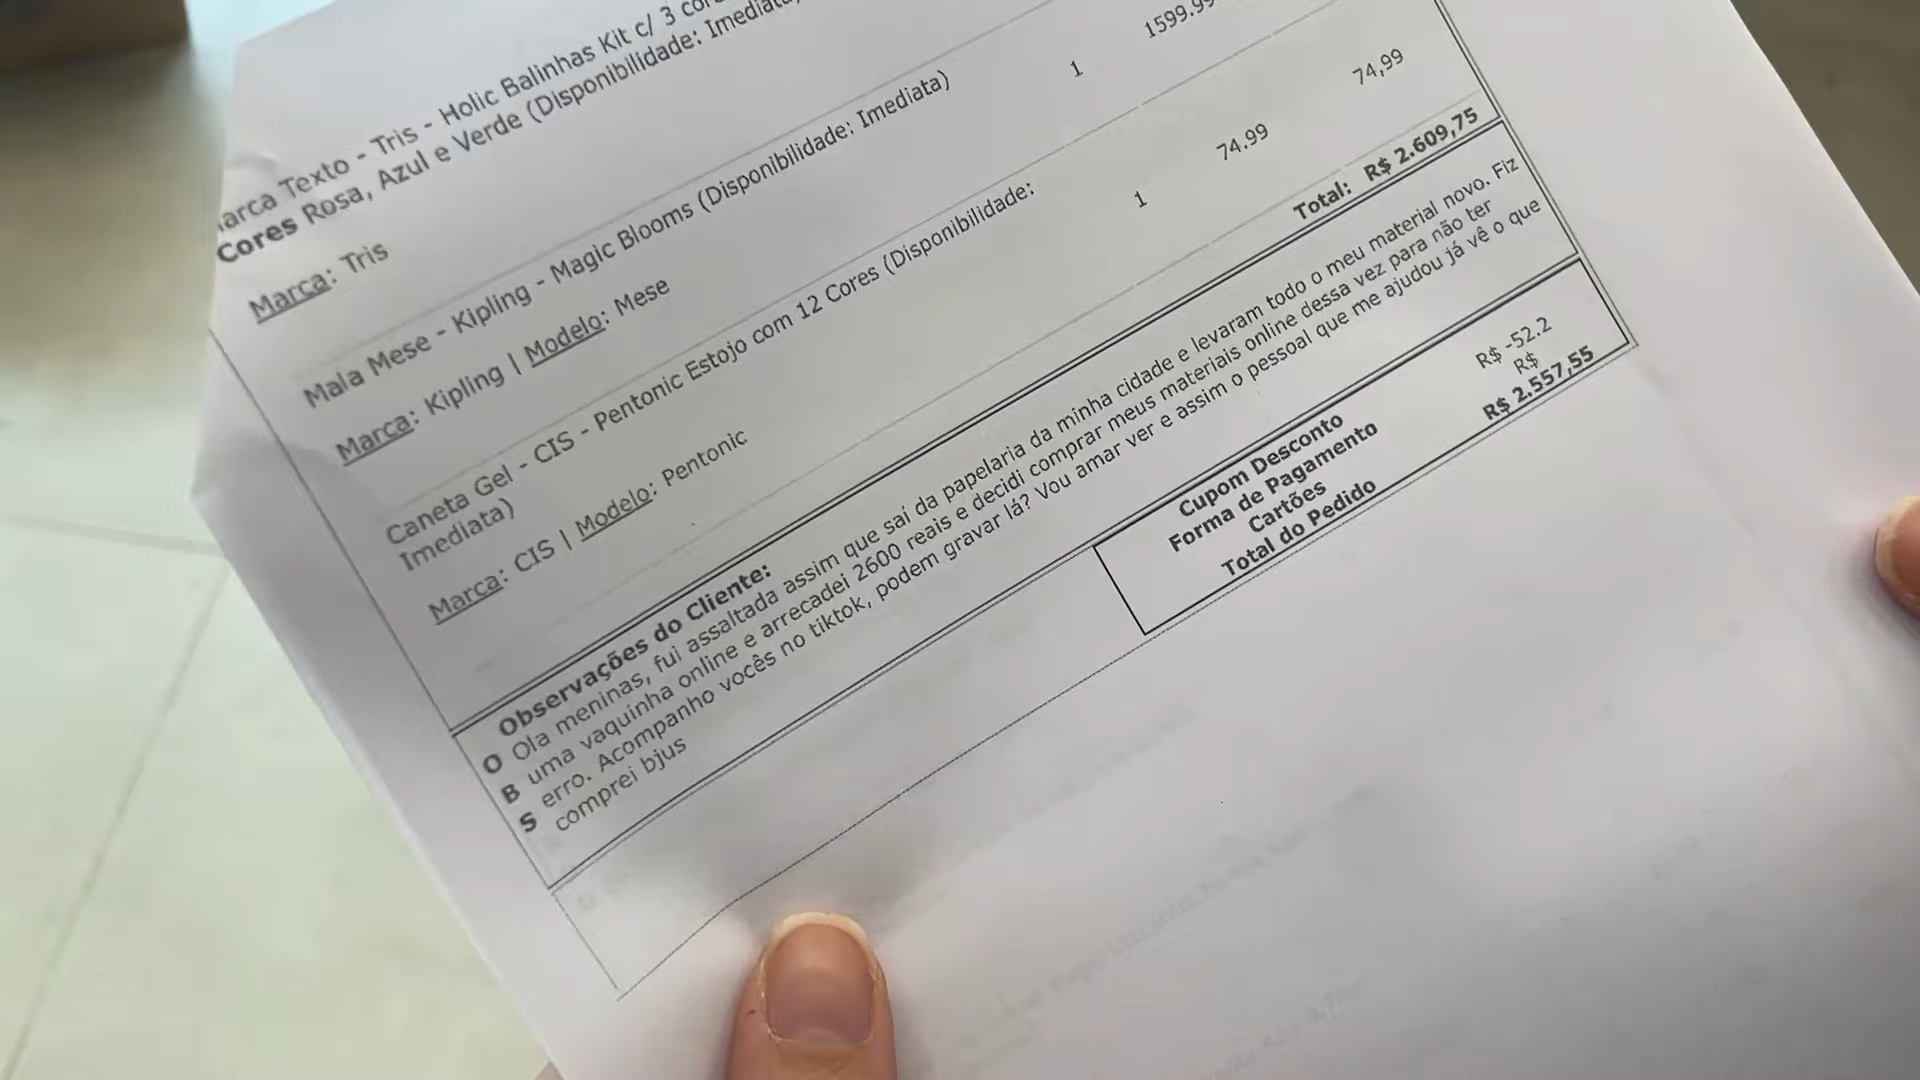 Marca Texto - Tris - Holic Balinhas Kit c/ 3
Cores Rosa, Azul e Verde (Disponibilidade: Imediata)
Marca: Tris
Mala Mese - Kipling - Magic Blooms (Disponibilidade: Imediata) 1 1599.99
Marca: Kipling | Modelo: Mese
Caneta Gel - CIS - Pentonic Estojo com 12 Cores (Disponibilidade: 1 74.99 74,99
Imediata)
Marca: CIS | Modelo: Pentonic
Total: R$ 2.609,75
Observações do Cliente:
O Ola meninas, fui assaltada assim que saí da papelaria da minha cidade e levaram todo o meu material novo. Fiz
B uma vaquinha online e arrecadei 2600 reais e decidi comprar meus materiais online dessa vez para não ter
S erro. Acompanho vocês no tiktok, podem gravar lá? Vou amar ver e assim o pessoal que me ajudou já vê o que
comprei bjus
Cupom Desconto R$ -52.2
Forma de Pagamento R$
Cartões
Total do Pedido R$ 2.557,55